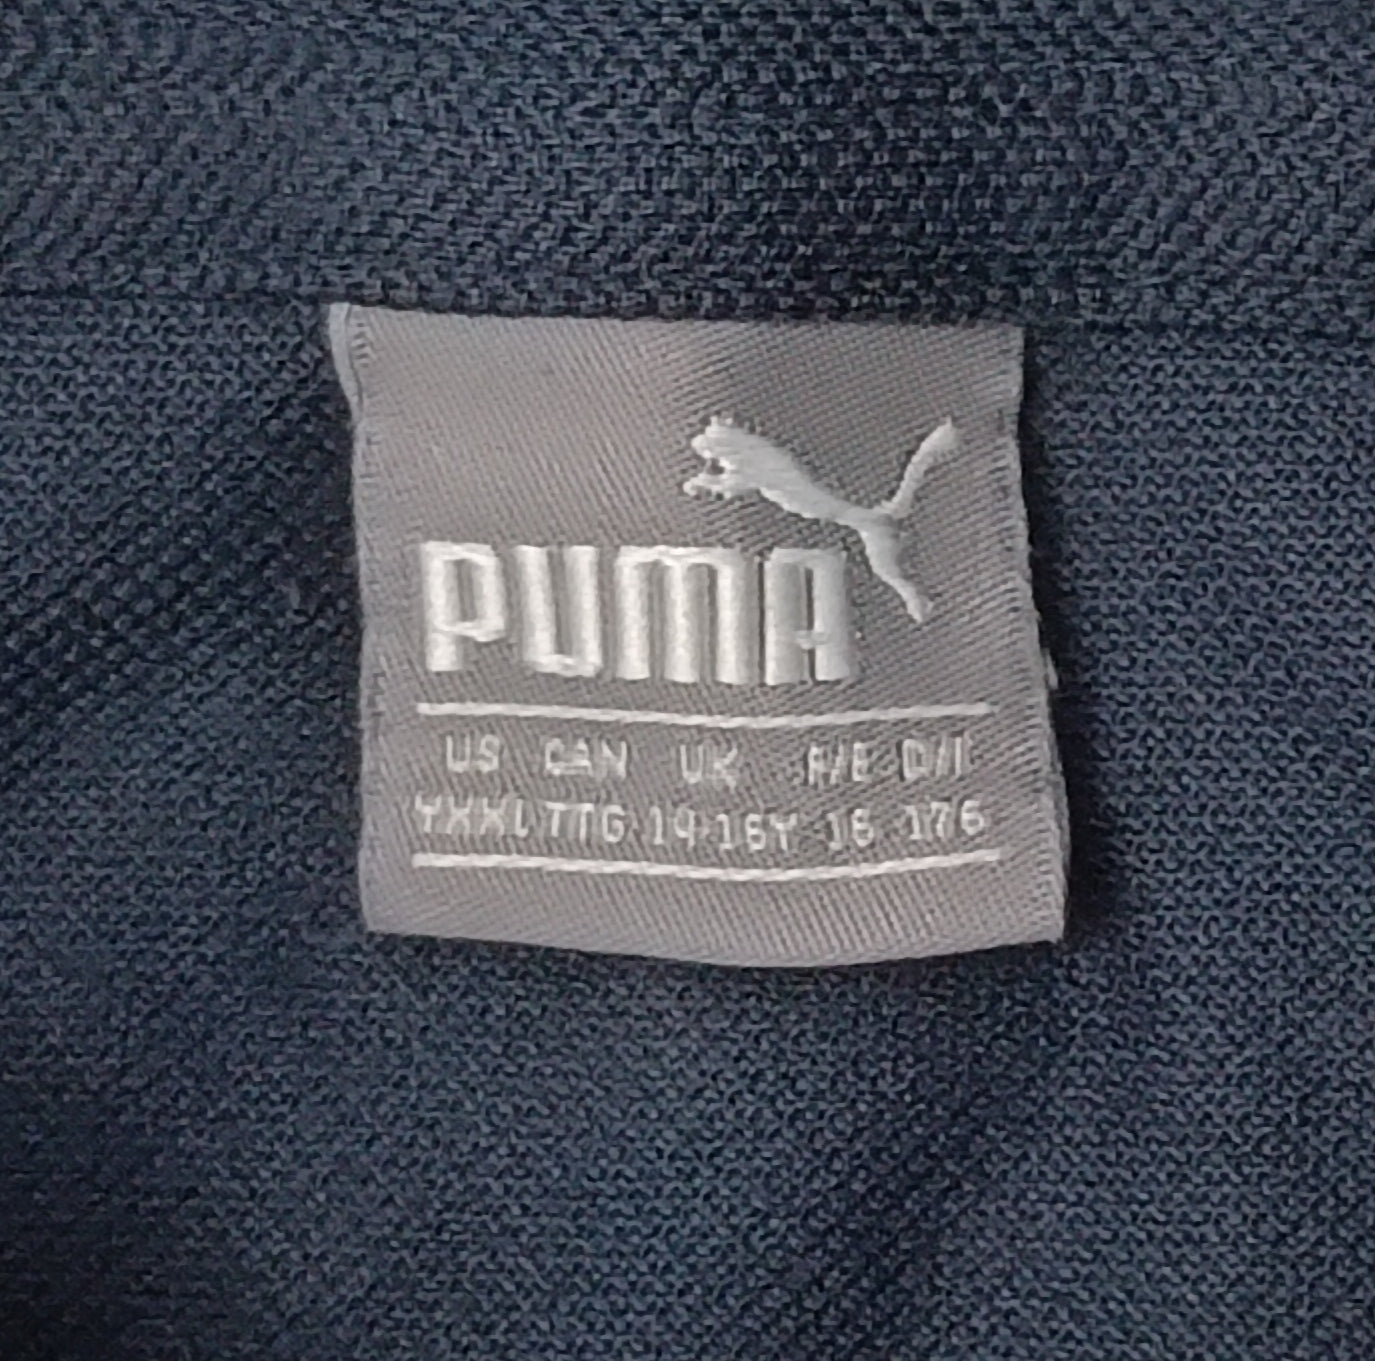 PUMA
US CAN UK F/E D/I
YXXL TTG 14-16Y 16 176